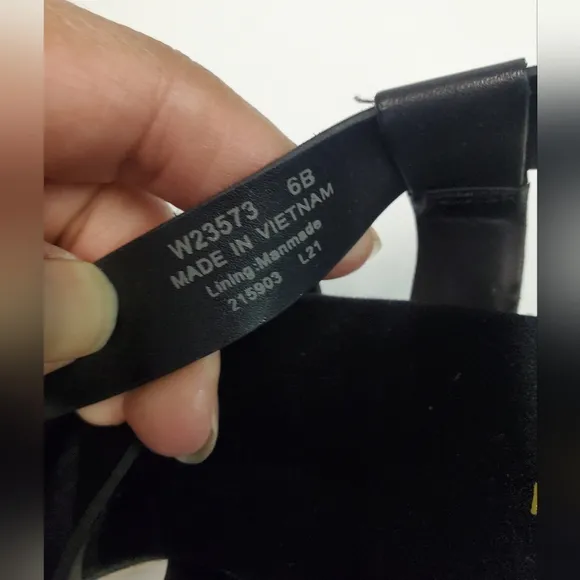 W23573 6B
MADE IN VIETNAM
Lining:Manmade
215903 L21